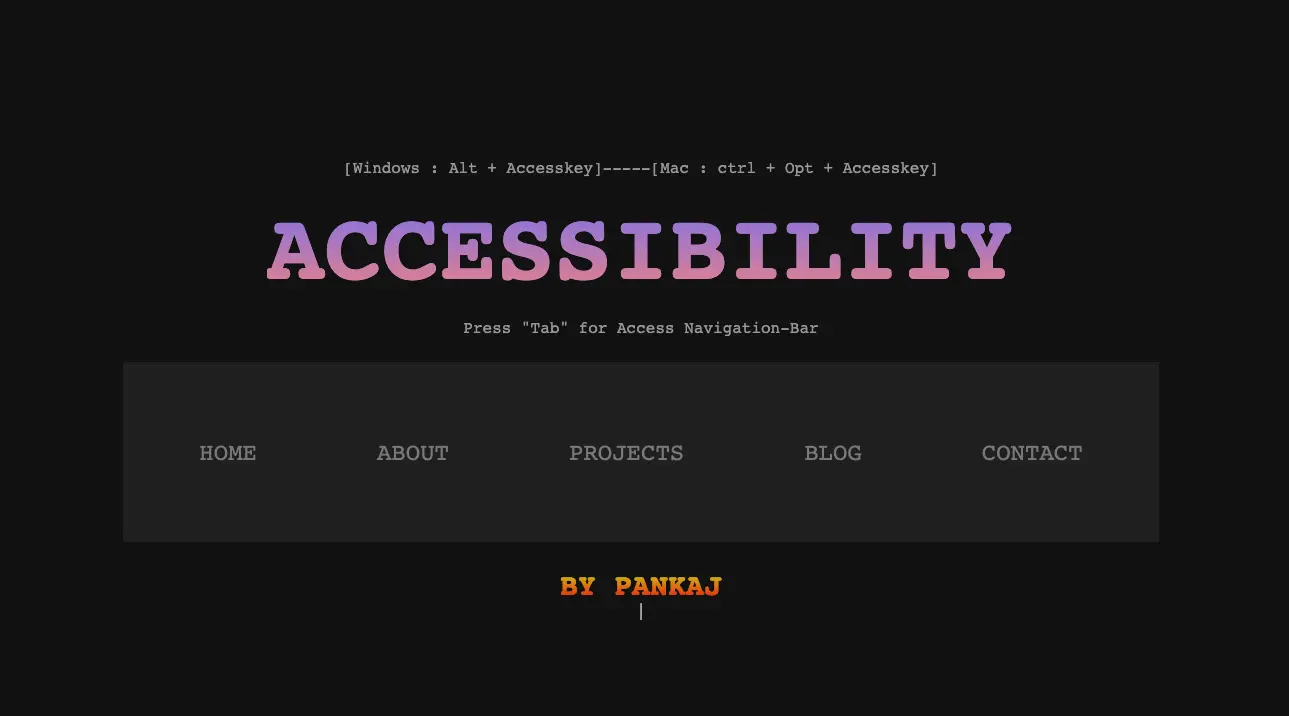 [Windows : Alt + Accesskey]-----[Mac : ctrl + Opt + Accesskey]
ACCESSIBILITY
Press "Tab" for Access Navigation-Bar
HOME ABOUT PROJECTS BLOG CONTACT
BY PANKAJ
|